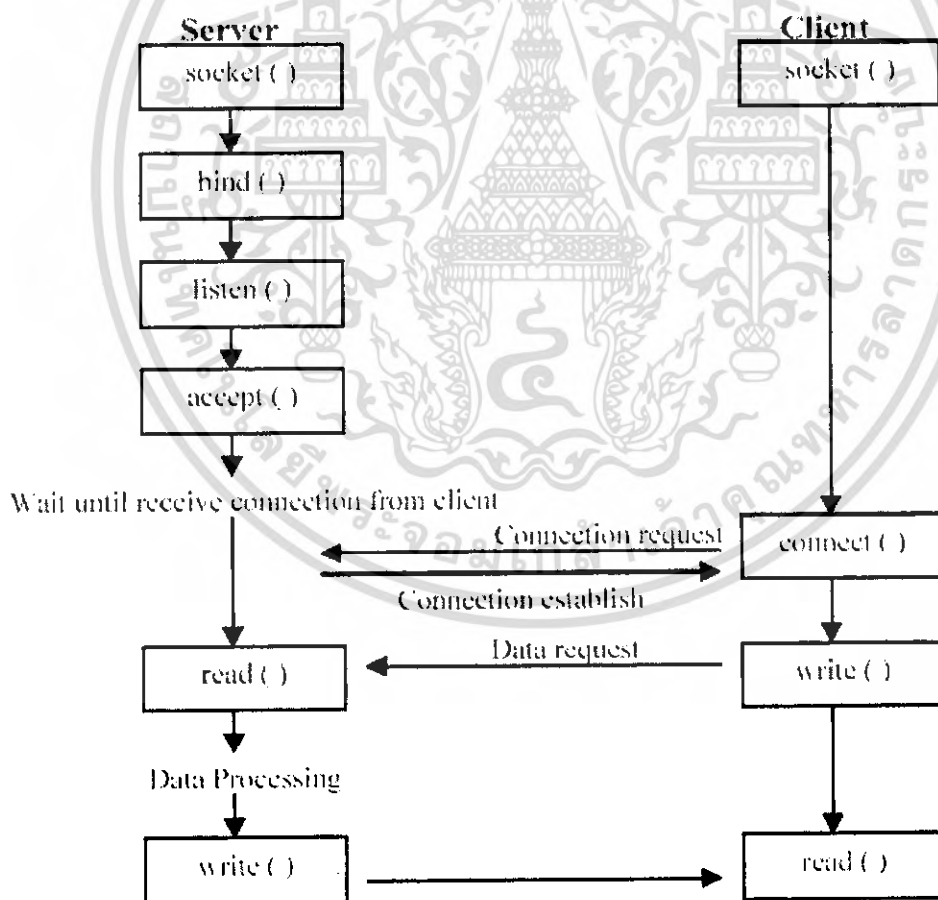 Server
Client
socket ( )
socket ( )
bind ( )
listen ( )
accept ( )
Wait until receive connection from client
Connection request
connect ( )
Connection establish
Data request
read ( )
write ( )
Data Processing
write ( )
read ( )